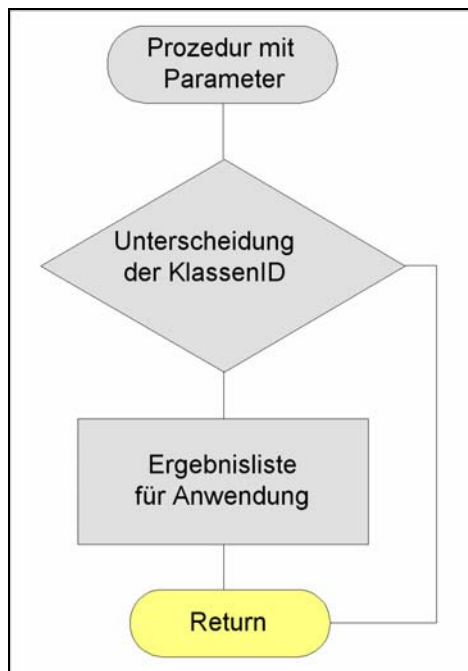 Prozedur mit
Parameter
Unterscheidung
der KlassenID
Ergebnisliste
für Anwendung
Return